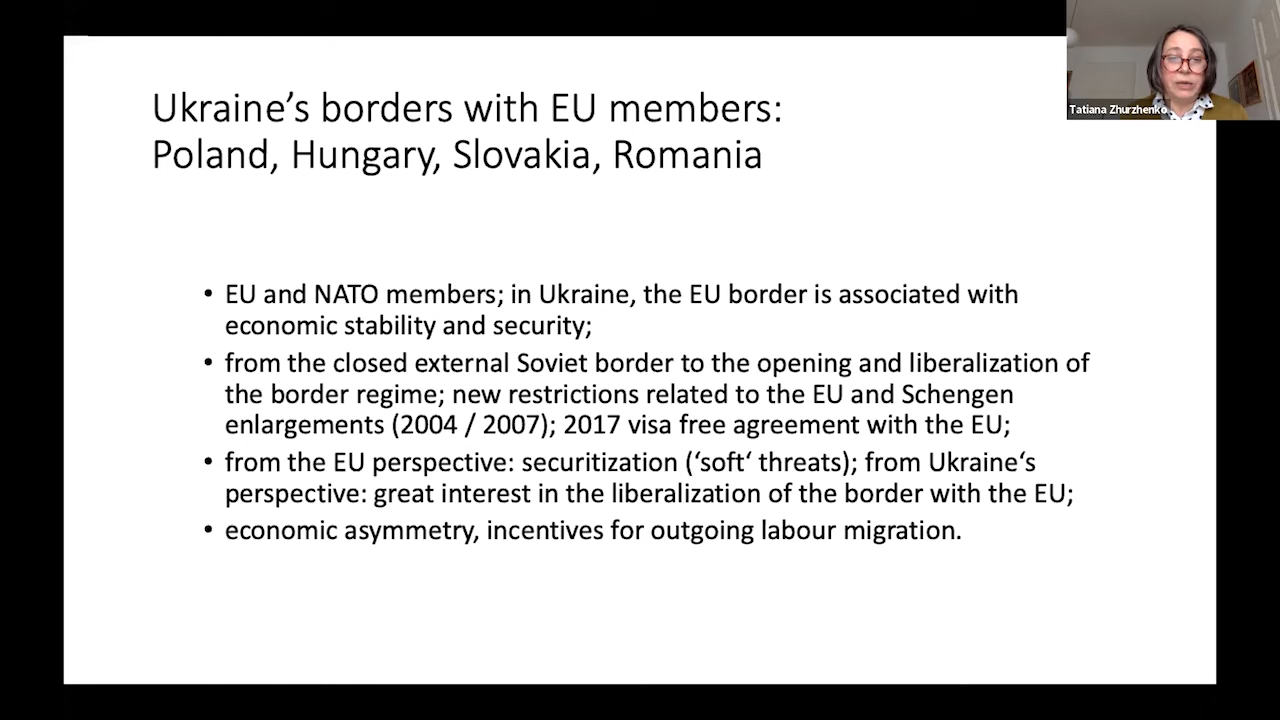 Ukraine’s borders with EU members:
Poland, Hungary, Slovakia, Romania
Tatiana Zhurzhenko
• EU and NATO members; in Ukraine, the EU border is associated with
economic stability and security;
• from the closed external Soviet border to the opening and liberalization of
the border regime; new restrictions related to the EU and Schengen
enlargements (2004 / 2007); 2017 visa free agreement with the EU;
• from the EU perspective: securitization (‘soft‘ threats); from Ukraine‘s
perspective: great interest in the liberalization of the border with the EU;
• economic asymmetry, incentives for outgoing labour migration.